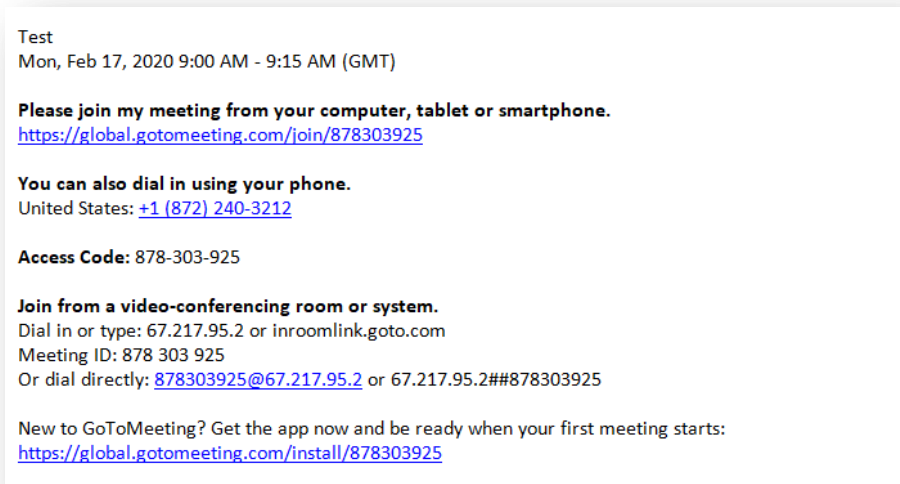 Test
Mon, Feb 17, 2020 9:00 AM - 9:15 AM (GMT)
Please join my meeting from your computer, tablet or smartphone.
https://global.gotomeeting.com/join/878303925
You can also dial in using your phone.
United States: +1 (872) 240-3212
Access Code: 878-303-925
Join from a video-conferencing room or system.
Dial in or type: 67.217.95.2 or inroomlink.goto.com
Meeting ID: 878 303 925
Or dial directly: 878303925@67.217.95.2 or 67.217.95.2##878303925
New to GoToMeeting? Get the app now and be ready when your first meeting starts:
https://global.gotomeeting.com/install/878303925